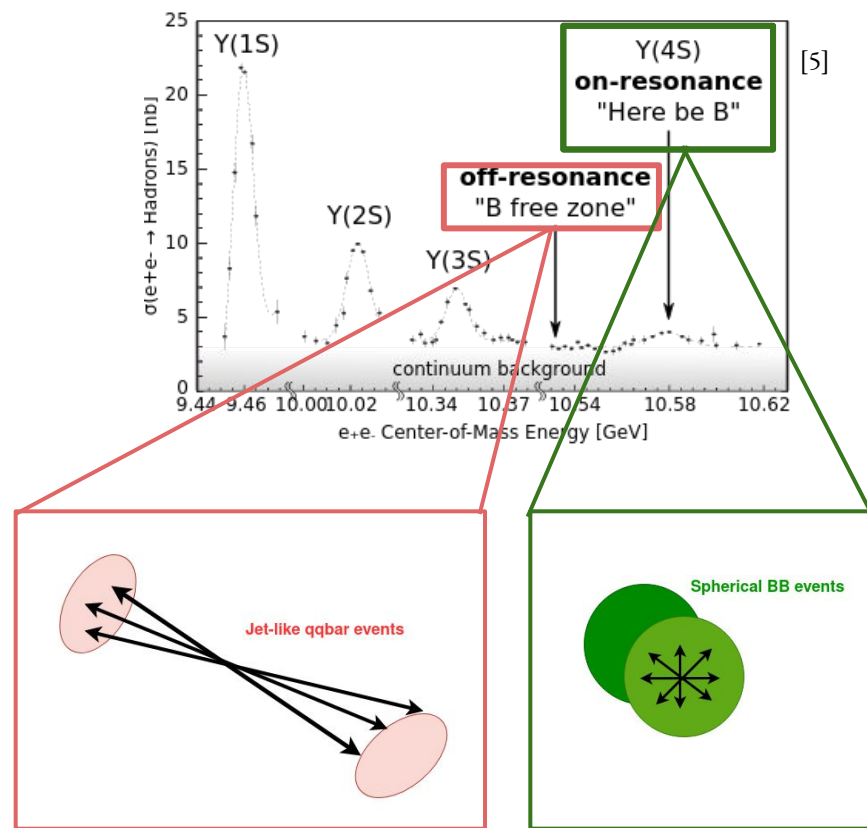 25
20
15
10
5
0
σ(e+e- → Hadrons) [nb]
Υ(1S)
Υ(2S)
Υ(3S)
off-resonance
"B free zone"
Υ(4S)
on-resonance
"Here be B"
[5]
continuum background
9.44 9.46 10.00 10.02 10.34 10.37 10.54 10.58 10.62
e+e- Center-of-Mass Energy [GeV]
Jet-like qqbar events
Spherical BB events